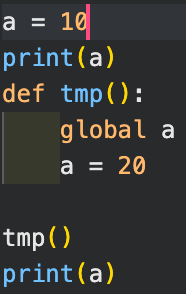 a = 10
print(a)
def tmp():
    global a
    a = 20

tmp()
print(a)